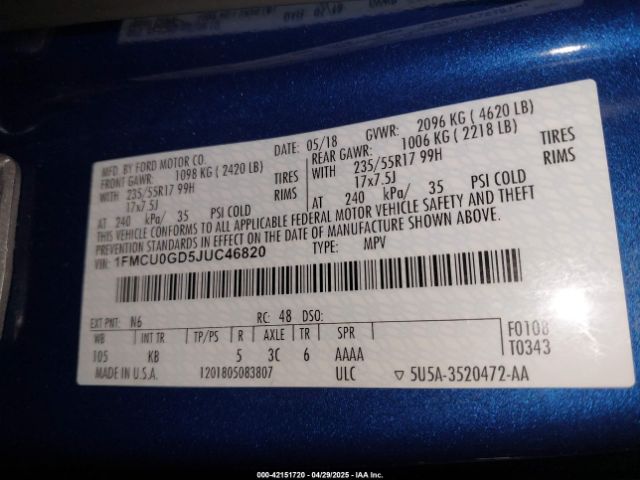 MFD. BY FORD MOTOR CO. DATE: 05/18 GVWR: 2096 KG ( 4620 LB)
FRONT GAWR: 1098 KG ( 2420 LB) REAR GAWR: 1006 KG ( 2218 LB)
WITH 235/55R17 99H TIRES WITH 235/55R17 99H TIRES
17x7.5J RIMS 17x7.5J RIMS
AT 240 kPa/ 35 PSI COLD AT 240 kPa/ 35 PSI COLD
THIS VEHICLE CONFORMS TO ALL APPLICABLE FEDERAL MOTOR VEHICLE SAFETY AND THEFT
PREVENTION STANDARDS IN EFFECT ON THE DATE OF MANUFACTURE SHOWN ABOVE.
VIN: 1FMCU0GD5JUC46820 TYPE: MPV
EXT PNT: N6 RC: 48 DSO: F0108
WB INT TR TP/PS R AXLE TR SPR T0343
105 KB 5 3C 6 AAAA
MADE IN U.S.A. 1201805083807 ULC ▽ 5U5A-3520472-AA
000-42151720 04/29/2025 IAA Inc.